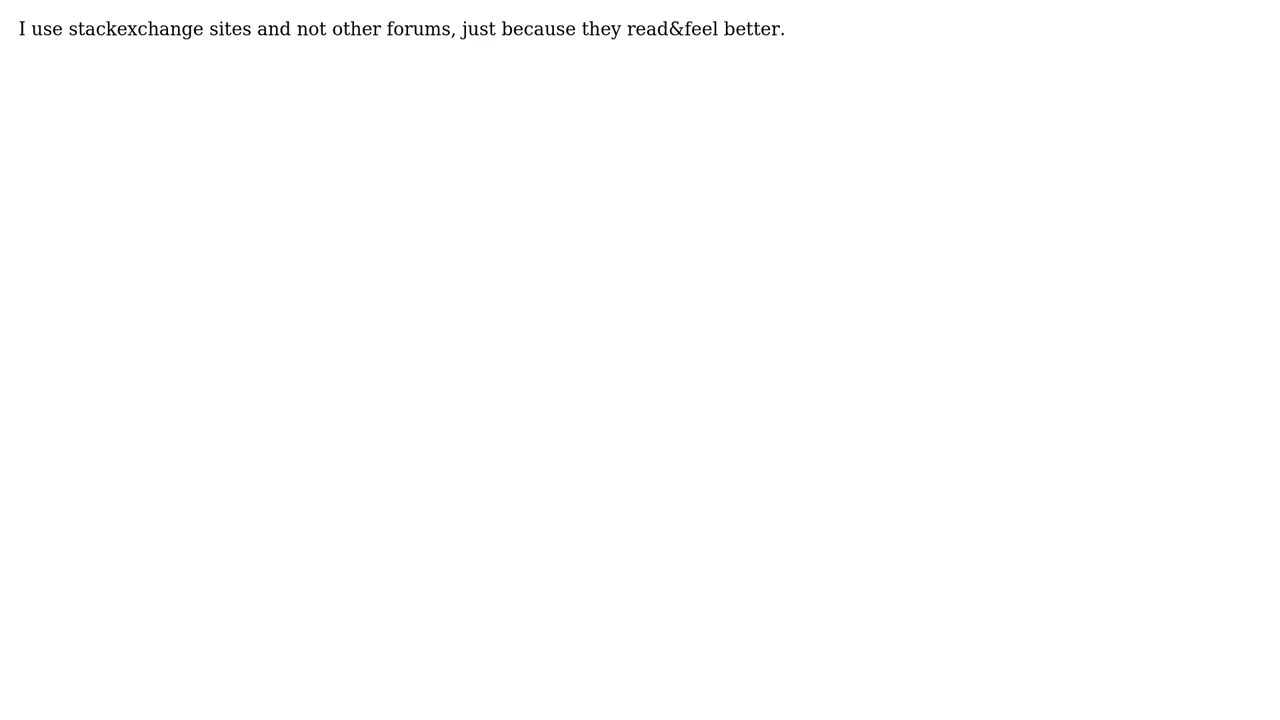 I use stackexchange sites and not other forums, just because they read&feel better.